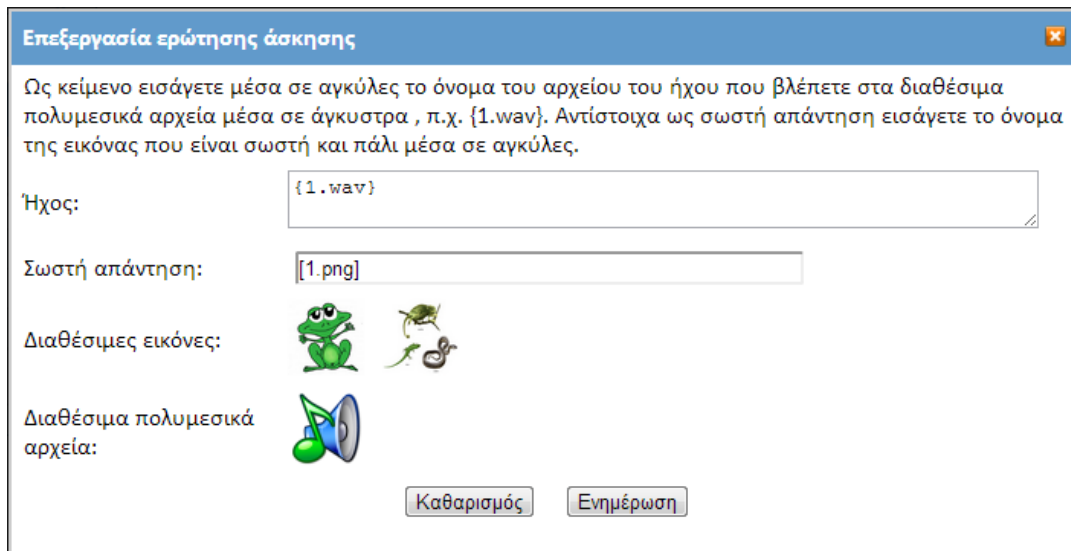 Επεξεργασία ερώτησης άσκησης
Ως κείμενο εισάγετε μέσα σε αγκύλες το όνομα του αρχείου του ήχου που βλέπετε στα διαθέσιμα
πολυμεσικά αρχεία μέσα σε άγκυστρα , π.χ. {1.wav}. Αντίστοιχα ως σωστή απάντηση εισάγετε το όνομα
της εικόνας που είναι σωστή και πάλι μέσα σε αγκύλες.
Ήχος:
{1.wav}
Σωστή απάντηση:
[1.png]
Διαθέσιμες εικόνες:
Διαθέσιμα πολυμεσικά
αρχεία:
Καθαρισμός
Ενημέρωση